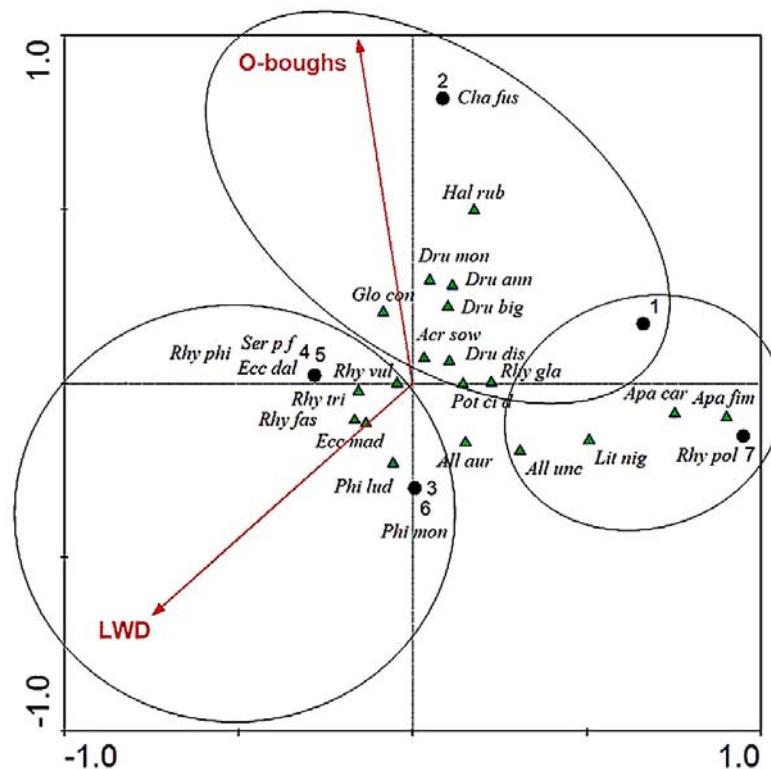 1.0
O-boughs
2
Cha fus
Hal rub
Dru mon
Dru ann
Glo con
Dru big
1
Acr sow
Dru dis
Ser p f
4 5
Rhy phi
Ecc dal
Rhy vul
Rhy gla
Rhy tri
Pot ci d
Apa car
Apa fim
Rhy fas
Ecc mad
All aur
All unc
Lit nig
Rhy pol 7
Phi lud
3
6
Phi mon
LWD
-1.0
-1.0
1.0